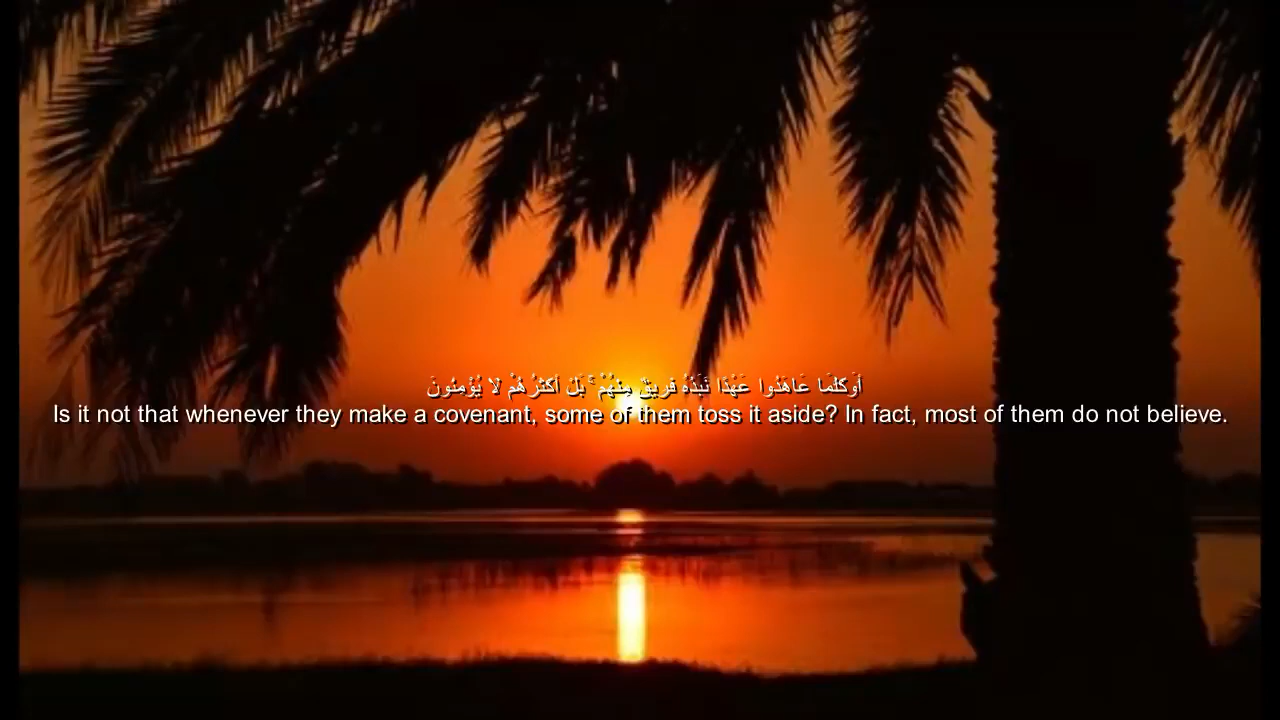 أَوَكُلَّمَا عَاهَدُوا عَهْدًا نَبَذَهُ فَرِيقٌ مِنْهُمْ ۚ بَلْ أَكْثَرُهُمْ لَا يُؤْمِنُونَ
Is it not that whenever they make a covenant, some of them toss it aside? In fact, most of them do not believe.